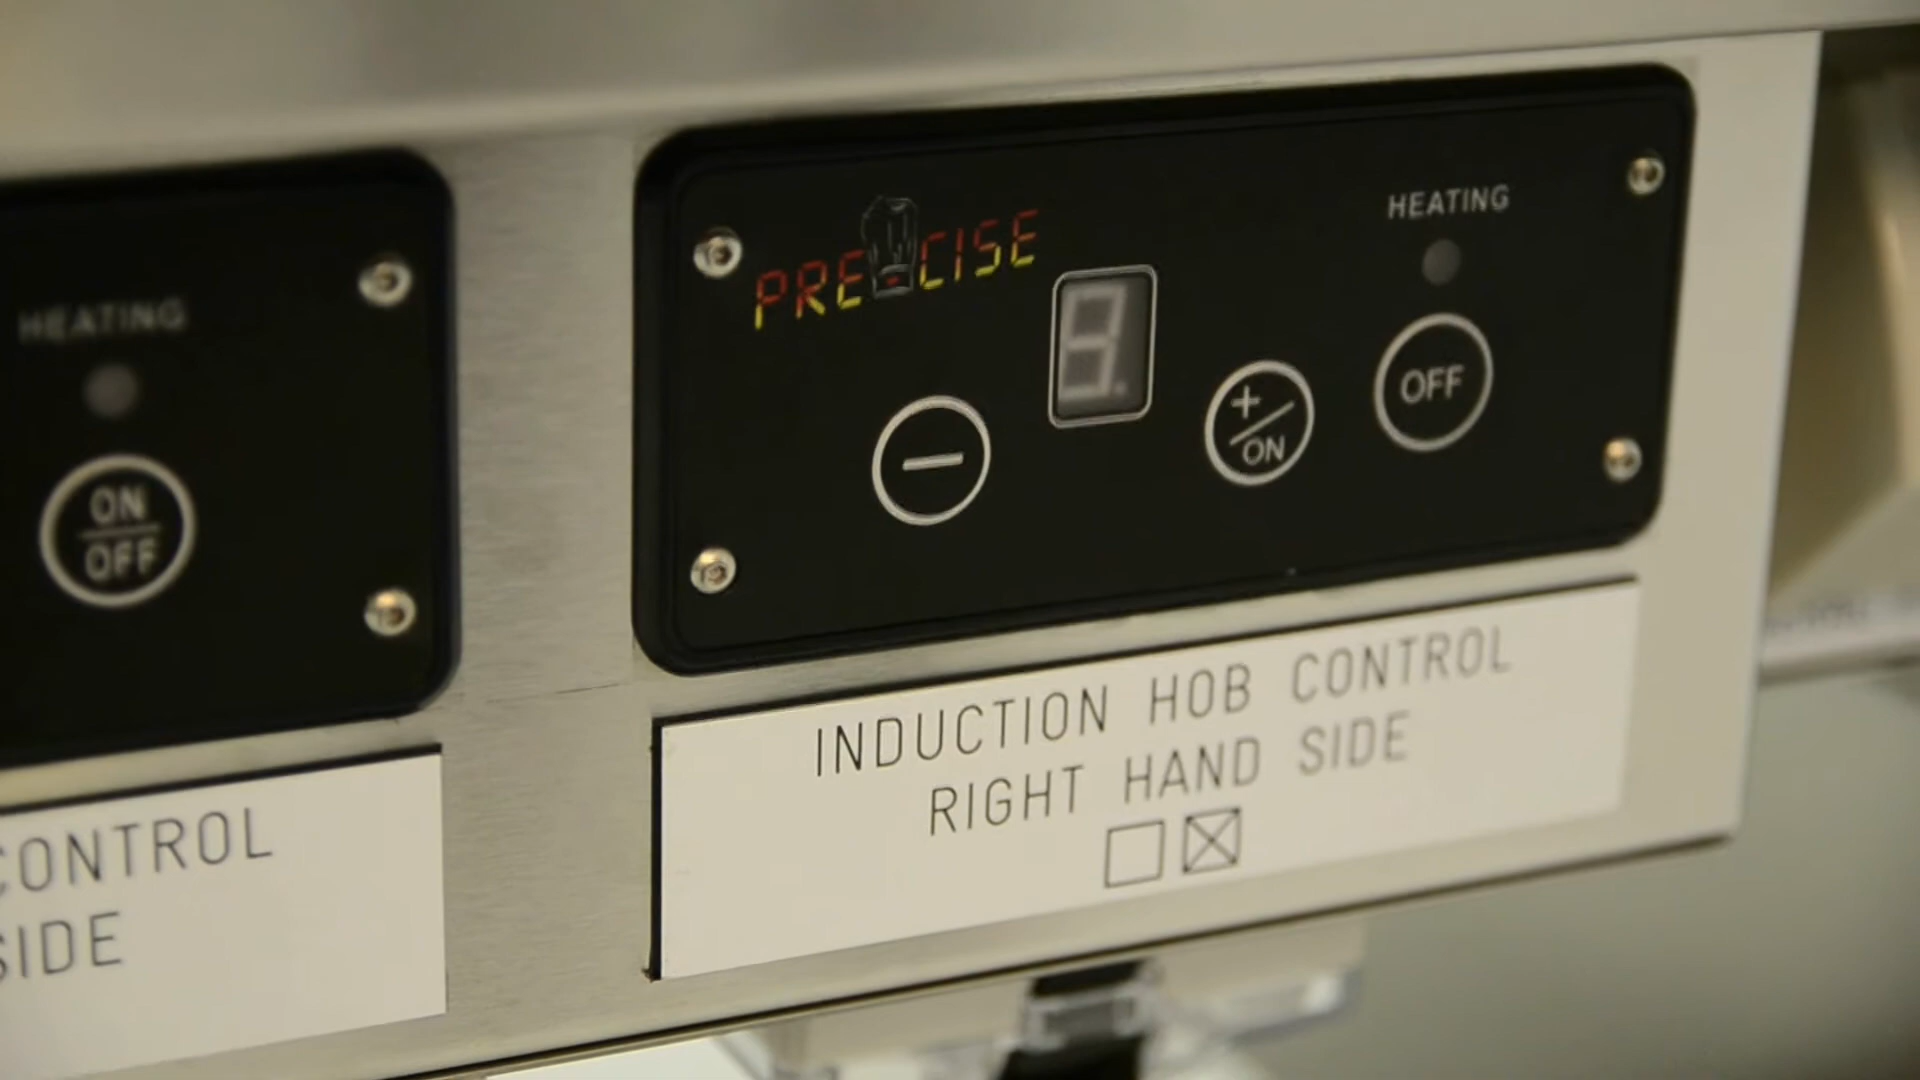 HEATING
ON
OFF
CONTROL
SIDE
PRECISE
HEATING
+
ON
OFF
INDUCTION HOB CONTROL
RIGHT HAND SIDE